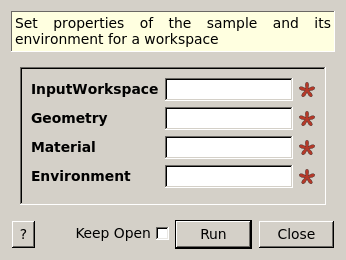 Set properties of the sample and its
environment for a workspace
InputWorkspace
Geometry
Material
Environment
? Keep Open Run Close